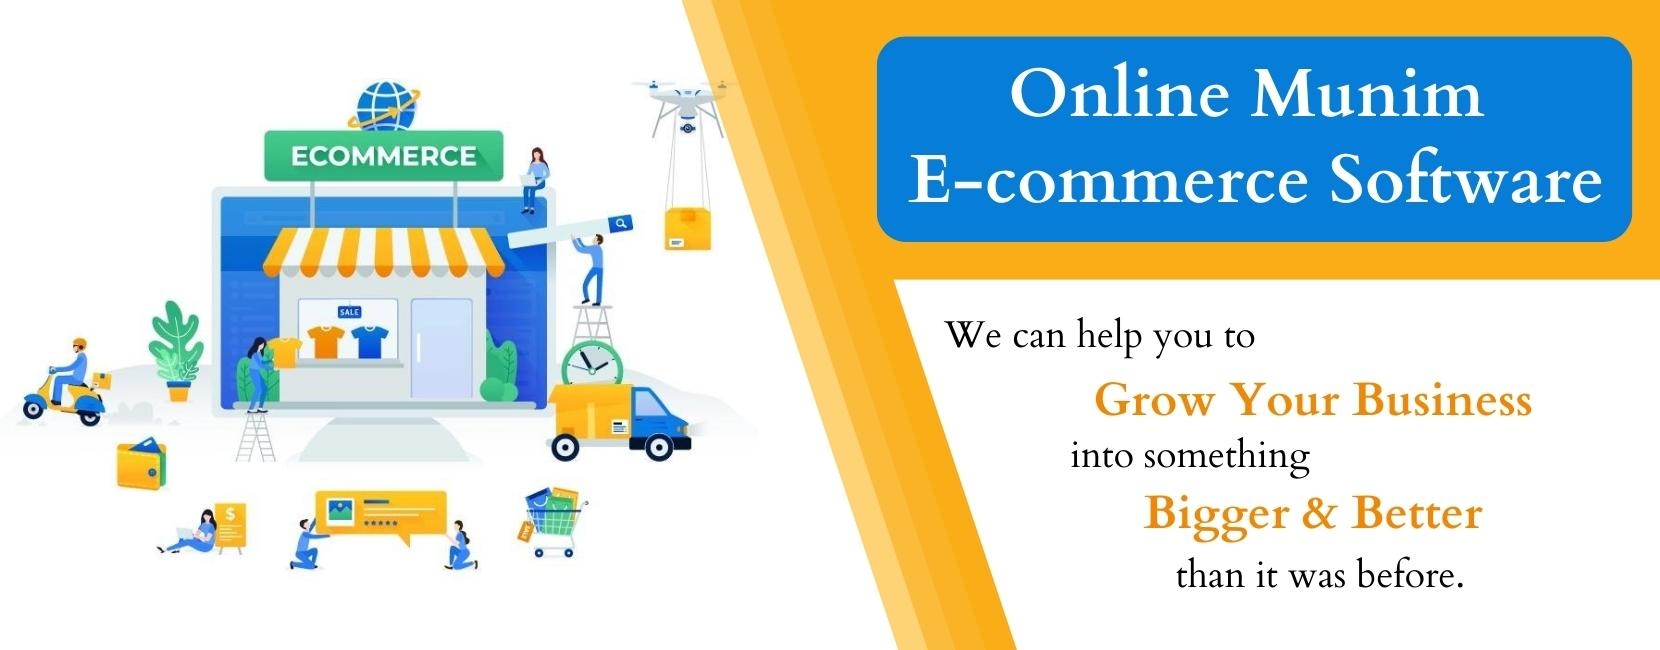 ECOMMERCE
SALE
$
SALE
Online Munim
E-commerce Software
We can help you to
Grow Your Business
into something
Bigger & Better
than it was before.